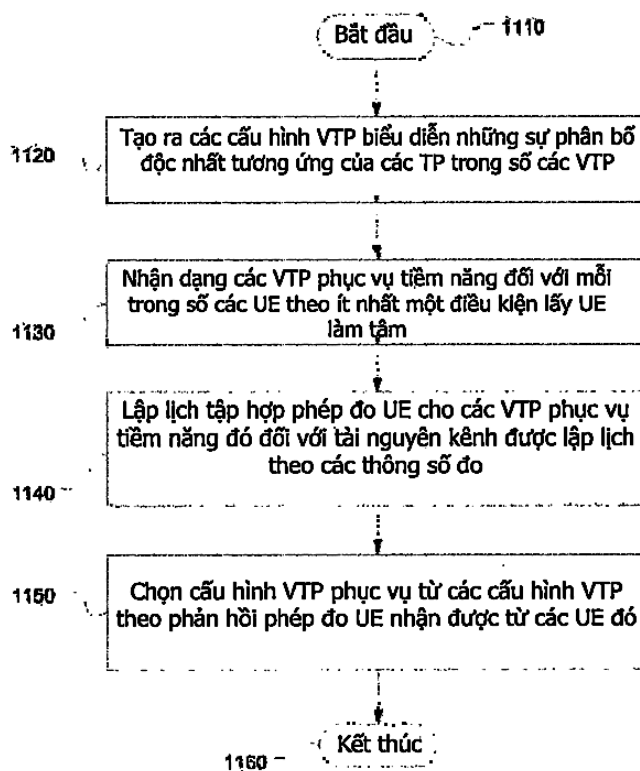 Bắt đầu
1110
1120
Tạo ra các cấu hình VTP biểu diễn những sự phân bổ
độc nhất tương ứng của các TP trong số các VTP
1130
Nhận dạng các VTP phục vụ tiềm năng đối với mỗi
trong số các UE theo ít nhất một điều kiện lấy UE
làm tâm
1140
Lập lịch tập hợp phép đo UE cho các VTP phục vụ
tiềm năng đó đối với tài nguyên kênh được lập lịch
theo các thông số đo
1150
Chọn cấu hình VTP phục vụ từ các cấu hình VTP
theo phản hồi phép đo UE nhận được từ các UE đó
1160
Kết thúc